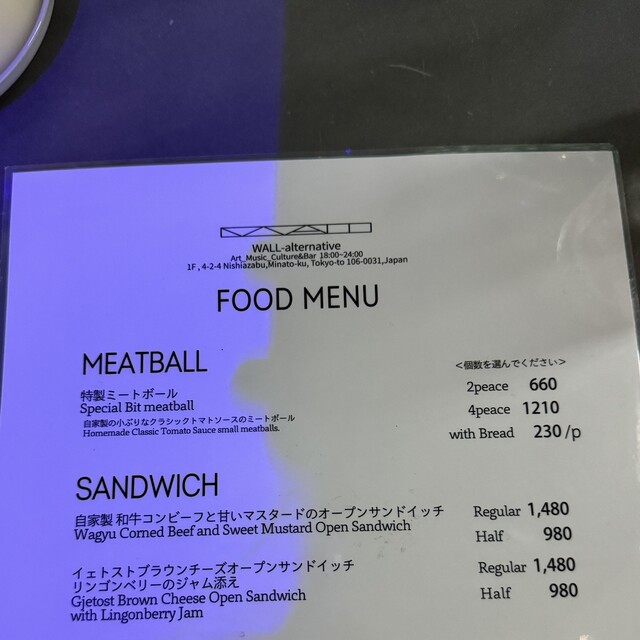 WALL
WALL-alternative
Art_Music_Culture&Bar 18:00~24:00
1F , 4-2-4 Nishiazabu,Minato-ku, Tokyo-to 106-0031,Japan
FOOD MENU
MEATBALL
<個数を選んでください>
特製ミートボール
Special Bit meatball
自家製の小ぶりなクラシックトマトソースのミートボール
Homemade Classic Tomato Sauce small meatballs.
2peace 660
4peace 1210
with Bread 230 /p
SANDWICH
自家製 和牛コンビーフと甘いマスタードのオープンサンドイッチ
Wagyu Corned Beef and Sweet Mustard Open Sandwich
Regular 1,480
Half 980
イェトストブラウンチーズオープンサンドイッチ
リンゴンベリーのジャム添え
Gjetost Brown Cheese Open Sandwich
with Lingonberry Jam
Regular 1,480
Half 980